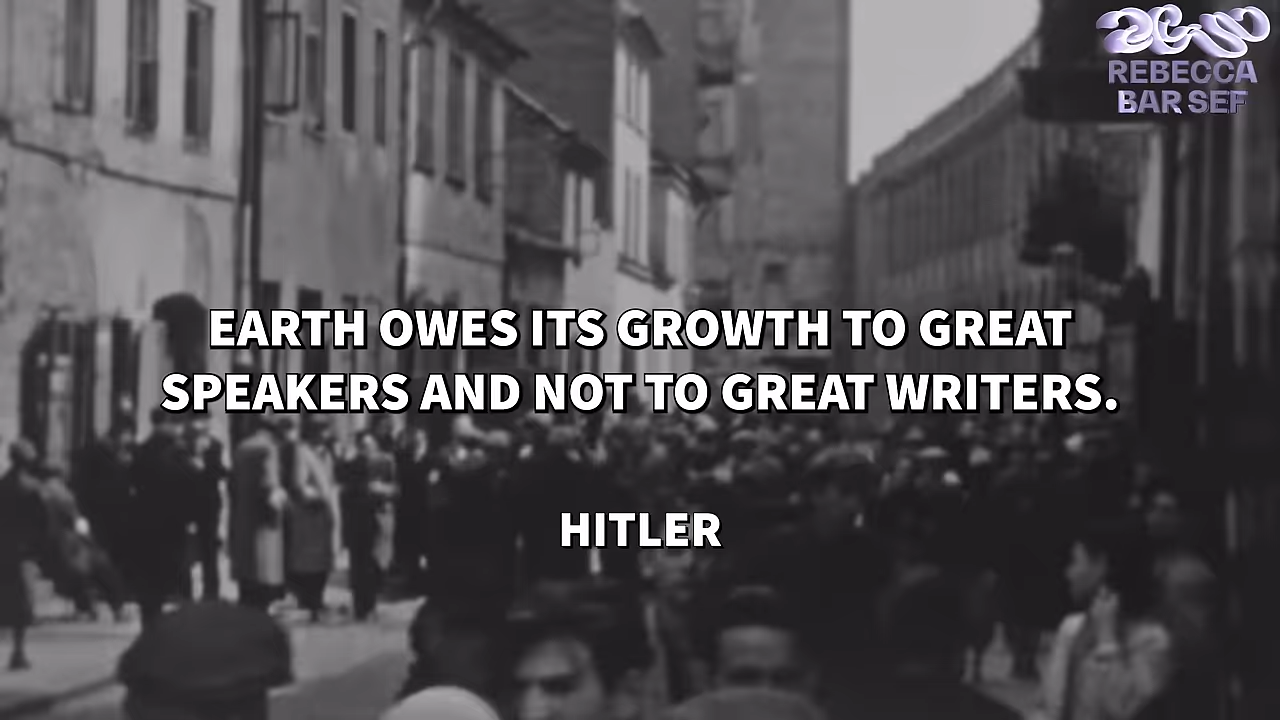 REBECCA
BAR SEF
EARTH OWES ITS GROWTH TO GREAT
SPEAKERS AND NOT TO GREAT WRITERS.
HITLER